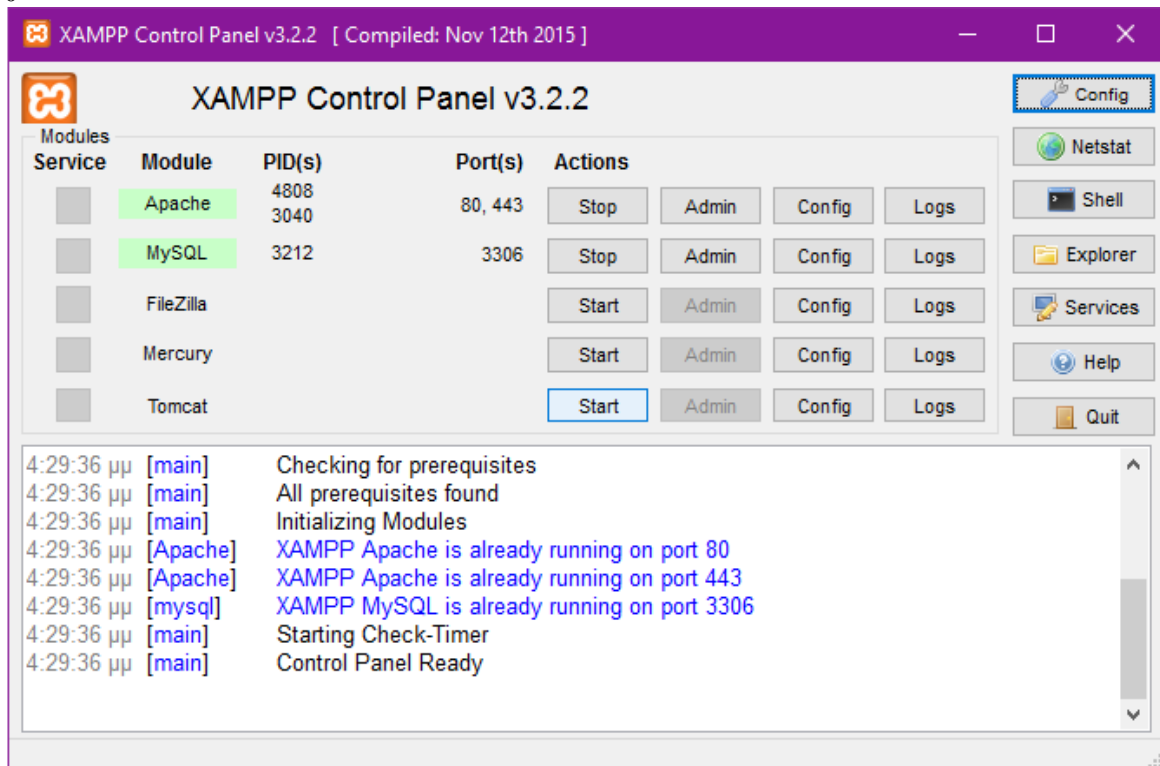 XAMPP Control Panel v3.2.2 [ Compiled: Nov 12th 2015 ]
XAMPP Control Panel v3.2.2
Config
Modules
Service Module PID(s) Port(s) Actions
Netstat
Apache 4808 3040 80, 443 Stop Admin Config Logs
Shell
MySQL 3212 3306 Stop Admin Config Logs
Explorer
FileZilla Start Admin Config Logs
Services
Mercury Start Admin Config Logs
Help
Tomcat Start Admin Config Logs
Quit
4:29:36 μμ [main] Checking for prerequisites
4:29:36 μμ [main] All prerequisites found
4:29:36 μμ [main] Initializing Modules
4:29:36 μμ [Apache] XAMPP Apache is already running on port 80
4:29:36 μμ [Apache] XAMPP Apache is already running on port 443
4:29:36 μμ [mysql] XAMPP MySQL is already running on port 3306
4:29:36 μμ [main] Starting Check-Timer
4:29:36 μμ [main] Control Panel Ready